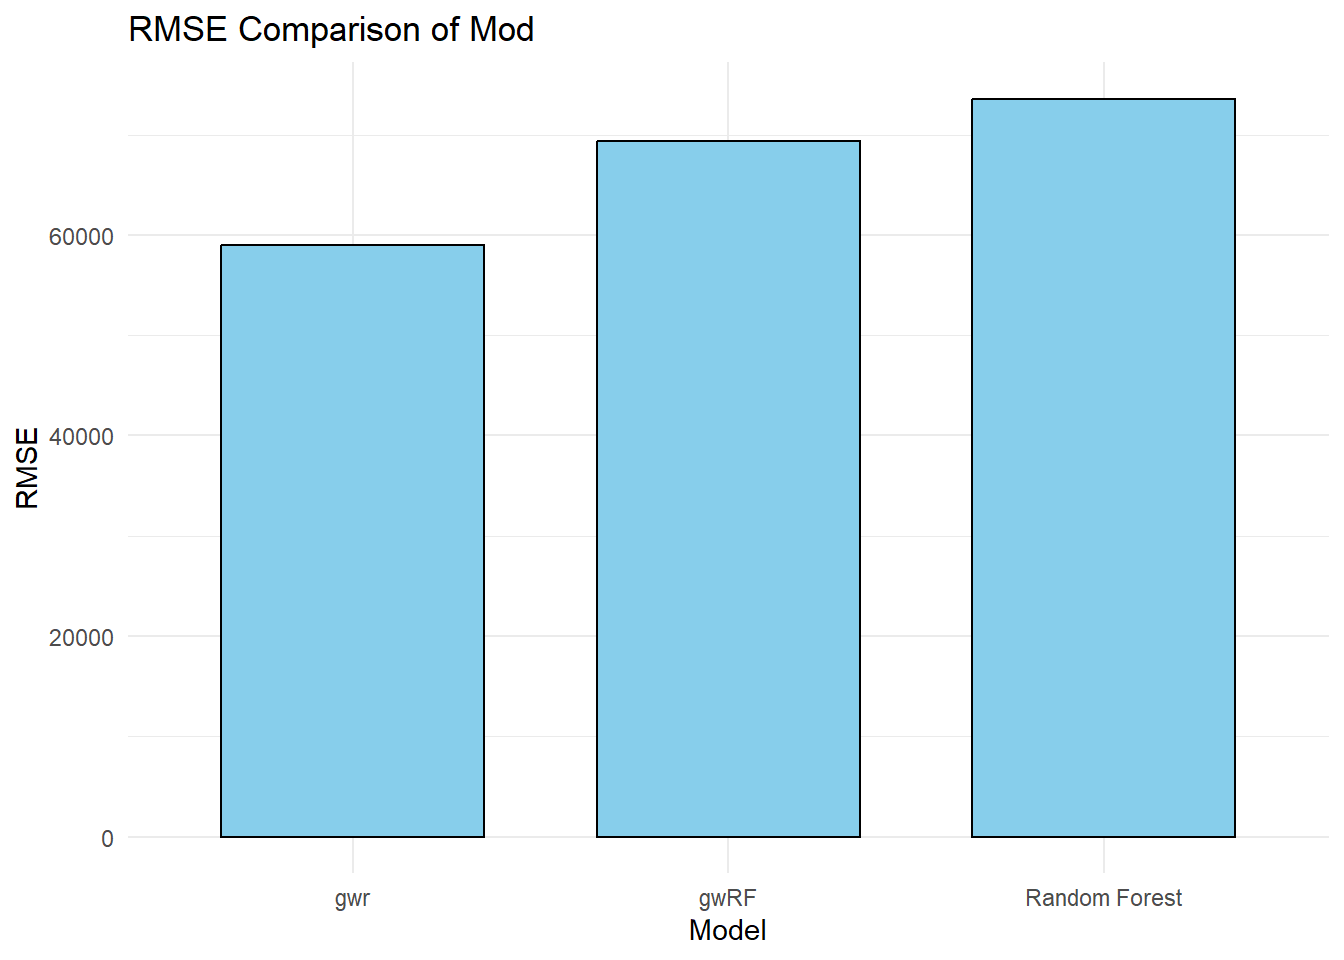 RMSE Comparison of Mod
RMSE
60000
40000
20000
0
gwr
gwRF
Random Forest
Model